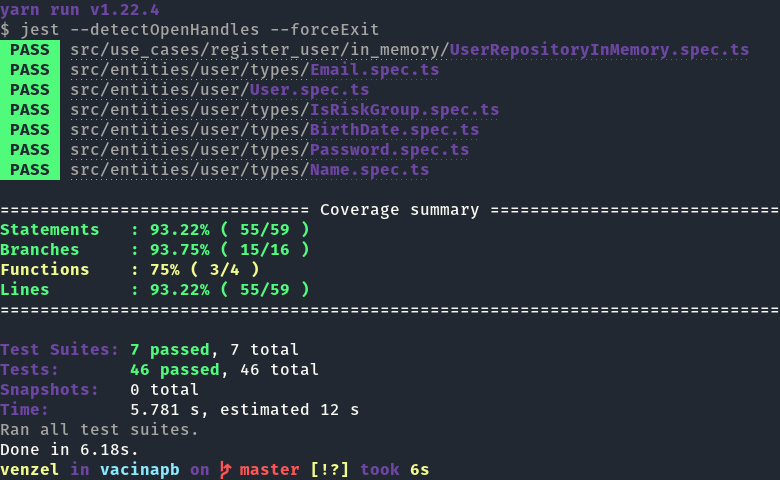 yarn run v1.22.4
$ jest --detectOpenHandles --forceExit
PASS src/use_cases/register_user/in_memory/UserRepositoryInMemory.spec.ts
PASS src/entities/user/types/Email.spec.ts
PASS src/entities/user/User.spec.ts
PASS src/entities/user/types/IsRiskGroup.spec.ts
PASS src/entities/user/types/BirthDate.spec.ts
PASS src/entities/user/types/Password.spec.ts
PASS src/entities/user/types/Name.spec.ts
=============================== Coverage summary =============================
Statements   : 93.22% ( 55/59 )
Branches     : 93.75% ( 15/16 )
Functions    : 75% ( 3/4 )
Lines        : 93.22% ( 55/59 )
==============================================================================
Test Suites: 7 passed, 7 total
Tests:       46 passed, 46 total
Snapshots:   0 total
Time:        5.781 s, estimated 12 s
Ran all test suites.
Done in 6.18s.
venzel in vacinapb on master [!?] took 6s